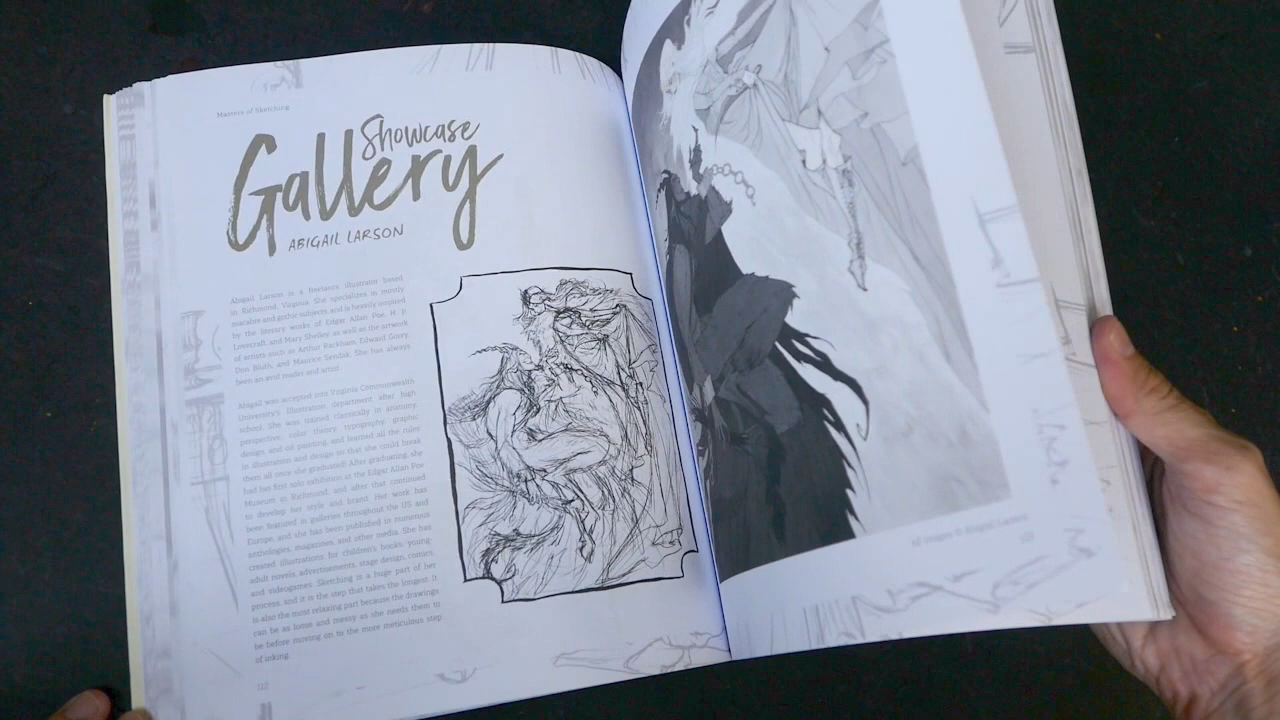 Masters of Sketching
Showcase
Gallery
ABIGAIL LARSON
Abigail Larson is a freelance illustrator based
in Richmond, Virginia. She specializes in mostly
macabre and gothic subjects, and is heavily inspired
by the literary works of Edgar Allan Poe, H. P.
Lovecraft, and Mary Shelley, as well as the artwork
of artists such as Arthur Rackham, Edward Gorey,
Don Bluth, and Maurice Sendak. She has always
been an avid reader and artist.
Abigail was accepted into Virginia Commonwealth
University's Illustration department after high
school. She was trained classically in anatomy,
perspective, color theory, typography, graphic
design, and oil painting, and learned all the rules
in illustration and design so that she could break
them all once she graduated! After graduating, she
had her first solo exhibition at the Edgar Allan Poe
Museum in Richmond, and after that continued
to develop her style and brand. Her work has
been featured in galleries throughout the US and
Europe, and she has been published in numerous
anthologies, magazines, and other media. She has
created illustrations for children's books, young-
adult novels, advertisements, stage design, comics,
and videogames. Sketching is a huge part of her
process, and it is the step that takes the longest. It
is also the most relaxing part because the drawings
can be as loose and messy as she needs them to
be before moving on to the more meticulous step
of inking.
112
All images © Abigail Larson